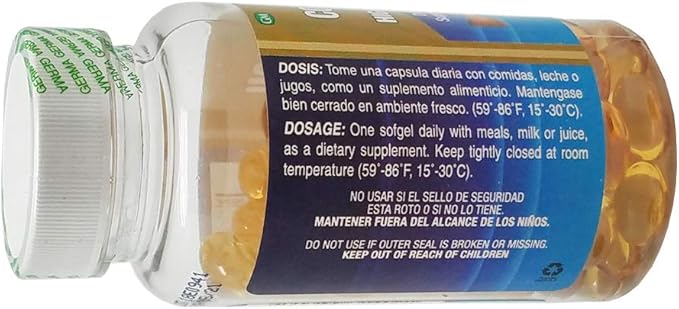 DOSIS: Tome una capsula diaria con comidas, leche o
jugos, como un suplemento alimenticio. Mantengase
bien cerrado en ambiente fresco. (59°-86°F, 15°-30°C).
DOSAGE: One softgel daily with meals, milk or juice,
as a dietary supplement. Keep tightly closed at room
temperature (59°-86°F, 15°-30°C).
NO USAR SI EL SELLO DE SEGURIDAD
ESTA ROTO O SI NO LO TIENE.
MANTENER FUERA DEL ALCANCE DE LOS NIÑOS.
DO NOT USE IF OUTER SEAL IS BROKEN OR MISSING.
KEEP OUT OF REACH OF CHILDREN
GERMA GERMA GERMA
GERMA GERMA